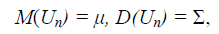 M(Uₙ) = μ, D(Uₙ) = Σ,